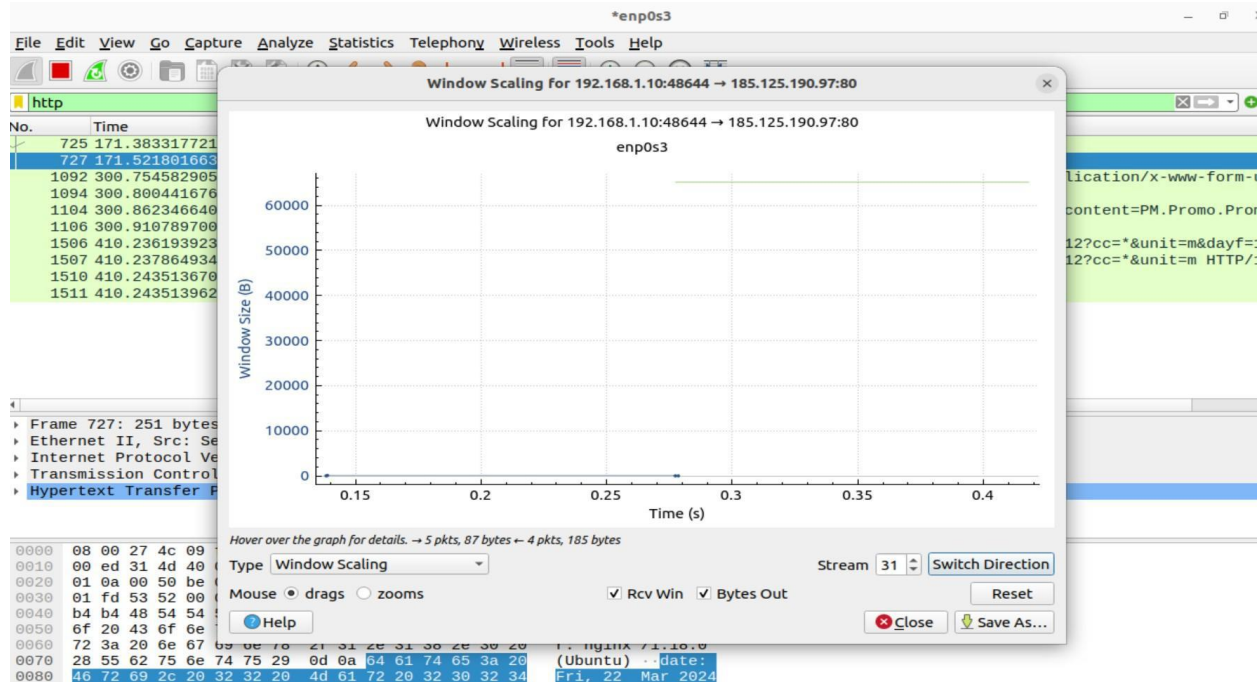 *enp0s3
File Edit View Go Capture Analyze Statistics Telephony Wireless Tools Help
http
No. Time
725 171.383317721
727 171.521801663
1092 300.754582905
1094 300.800441676
1104 300.862346640
1106 300.910789700
1506 410.236193923
1507 410.237864934
1510 410.243513670
1511 410.243513962
lication/x-www-form-u
content=PM.Promo.Pro
12?cc=*&unit=m&dayf=
12?cc=*&unit=m HTTP/
Window Scaling for 192.168.1.10:48644 → 185.125.190.97:80
Window Scaling for 192.168.1.10:48644 → 185.125.190.97:80
enp0s3
Window Size (B)
60000
50000
40000
30000
20000
10000
0
0.15 0.2 0.25 0.3 0.35 0.4
Time (s)
Hover over the graph for details. → 5 pkts, 87 bytes ← 4 pkts, 185 bytes
Type Window Scaling Stream 31 Switch Direction
Mouse drags zooms Rcv Win Bytes Out Reset
Help Close Save As...
Frame 727: 251 bytes
Ethernet II, Src: Se
Internet Protocol Ve
Transmission Control
Hypertext Transfer P
0000 08 00 27 4c 09
0010 00 ed 31 4d 40
0020 01 0a 00 50 be
0030 01 fd 53 52 00
0040 b4 b4 48 54 54
0050 6f 20 43 6f 6e
0060 72 3a 20 6e 67 69 6e 78 2f 31 2e 31 38 2e 30 20 r: nginx /1.18.0
0070 28 55 62 75 6e 74 75 29 0d 0a 64 61 74 65 3a 20 (Ubuntu) ··date:
0080 46 72 69 2c 20 32 32 20 4d 61 72 20 32 30 32 34 Fri, 22 Mar 2024